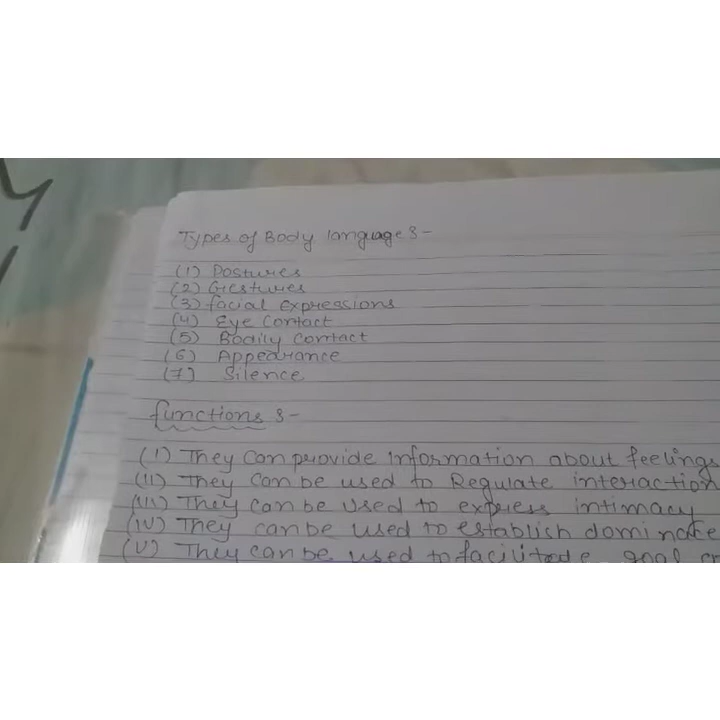 Types of Body language :-
(1) Postures
(2) Gestures
(3) facial Expressions
(4) Eye Contact
(5) Bodily Contact
(6) Appearance
(7) Silence
functions :-
(I) They can provide information about feelings
(II) They can be used to Regulate interaction
(III) They can be used to express intimacy
(IV) They can be used to establish dominace
(V) They can be used to facilitade goal